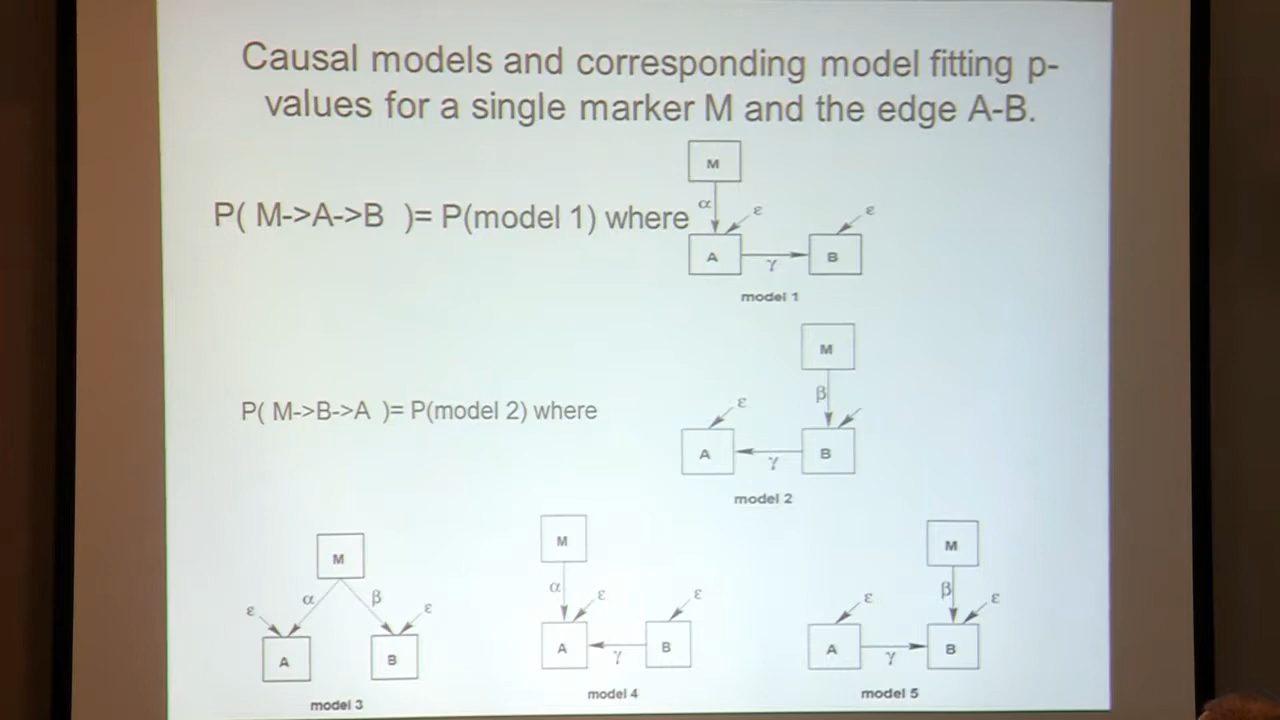 Causal models and corresponding model fitting p-
values for a single marker M and the edge A-B.
M
P( M->A->B )= P(model 1) where
α
ε
ε
A
γ
B
model 1
M
P( M->B->A )= P(model 2) where
β
ε
A
γ
B
model 2
M
α
β
ε
ε
A
B
model 3
M
α
ε
ε
A
γ
B
model 4
M
β
ε
ε
A
γ
B
model 5